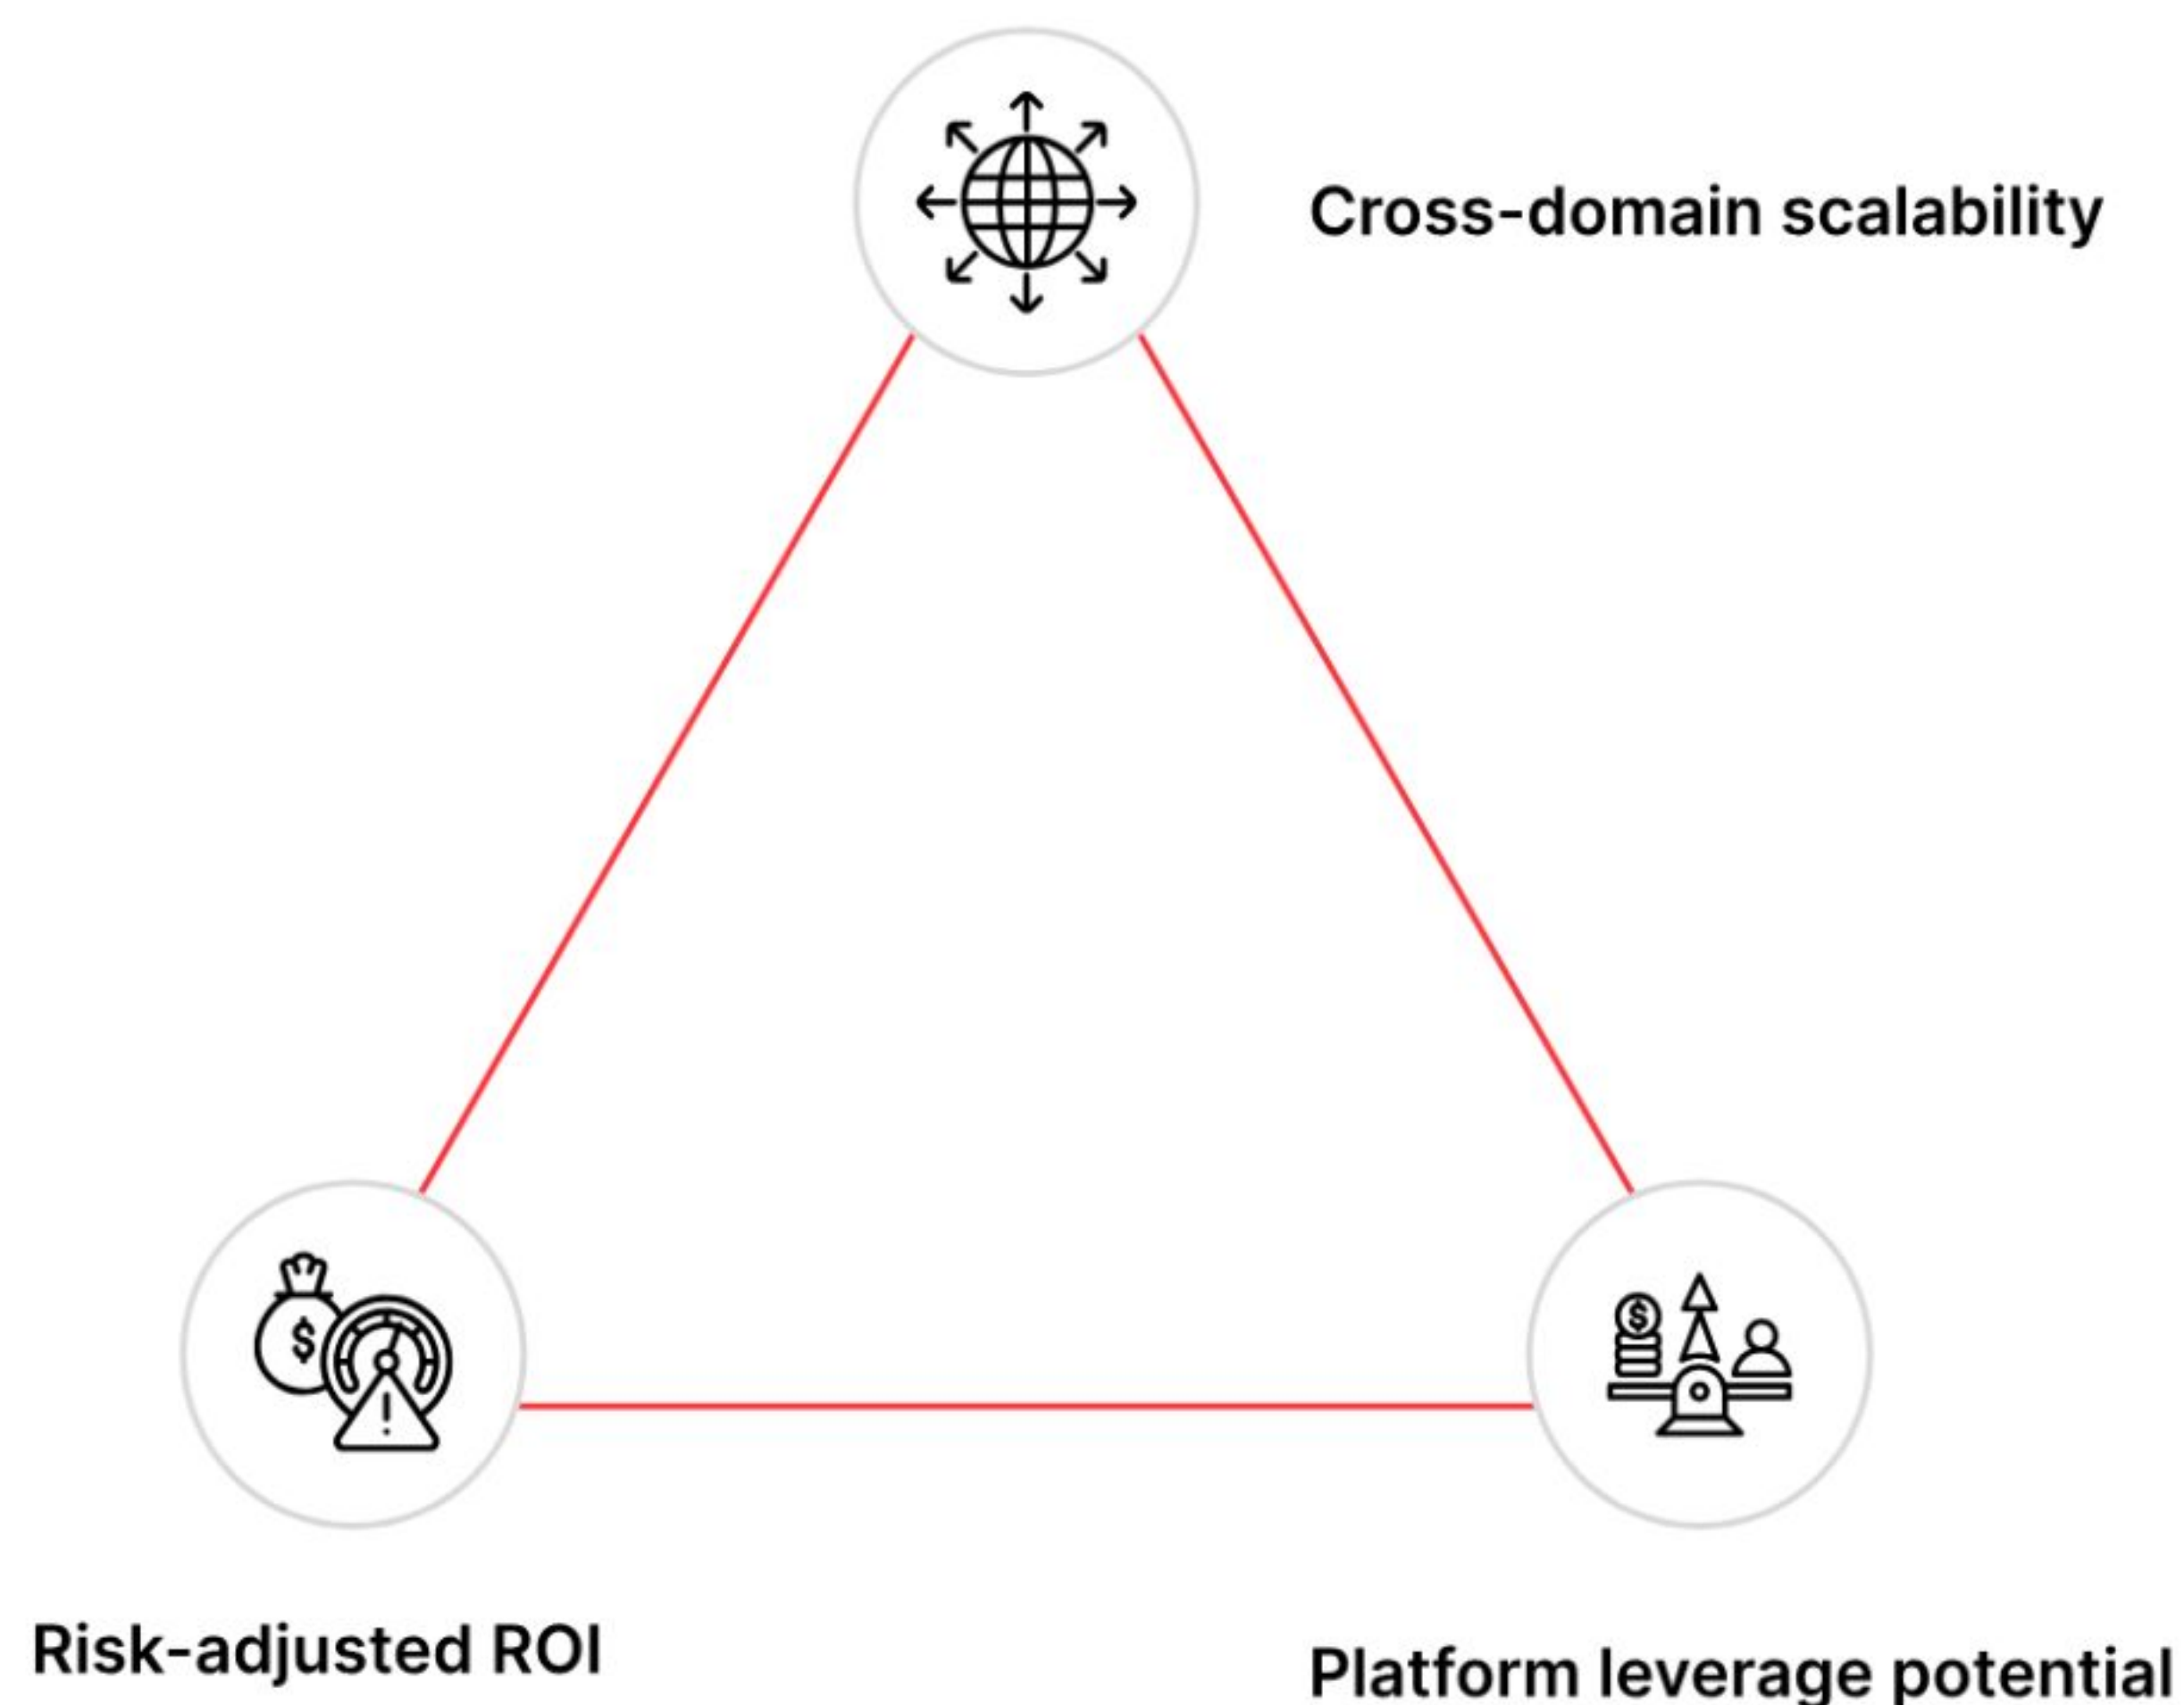 Cross-domain scalability
$
$
!
Risk-adjusted ROI
Platform leverage potential